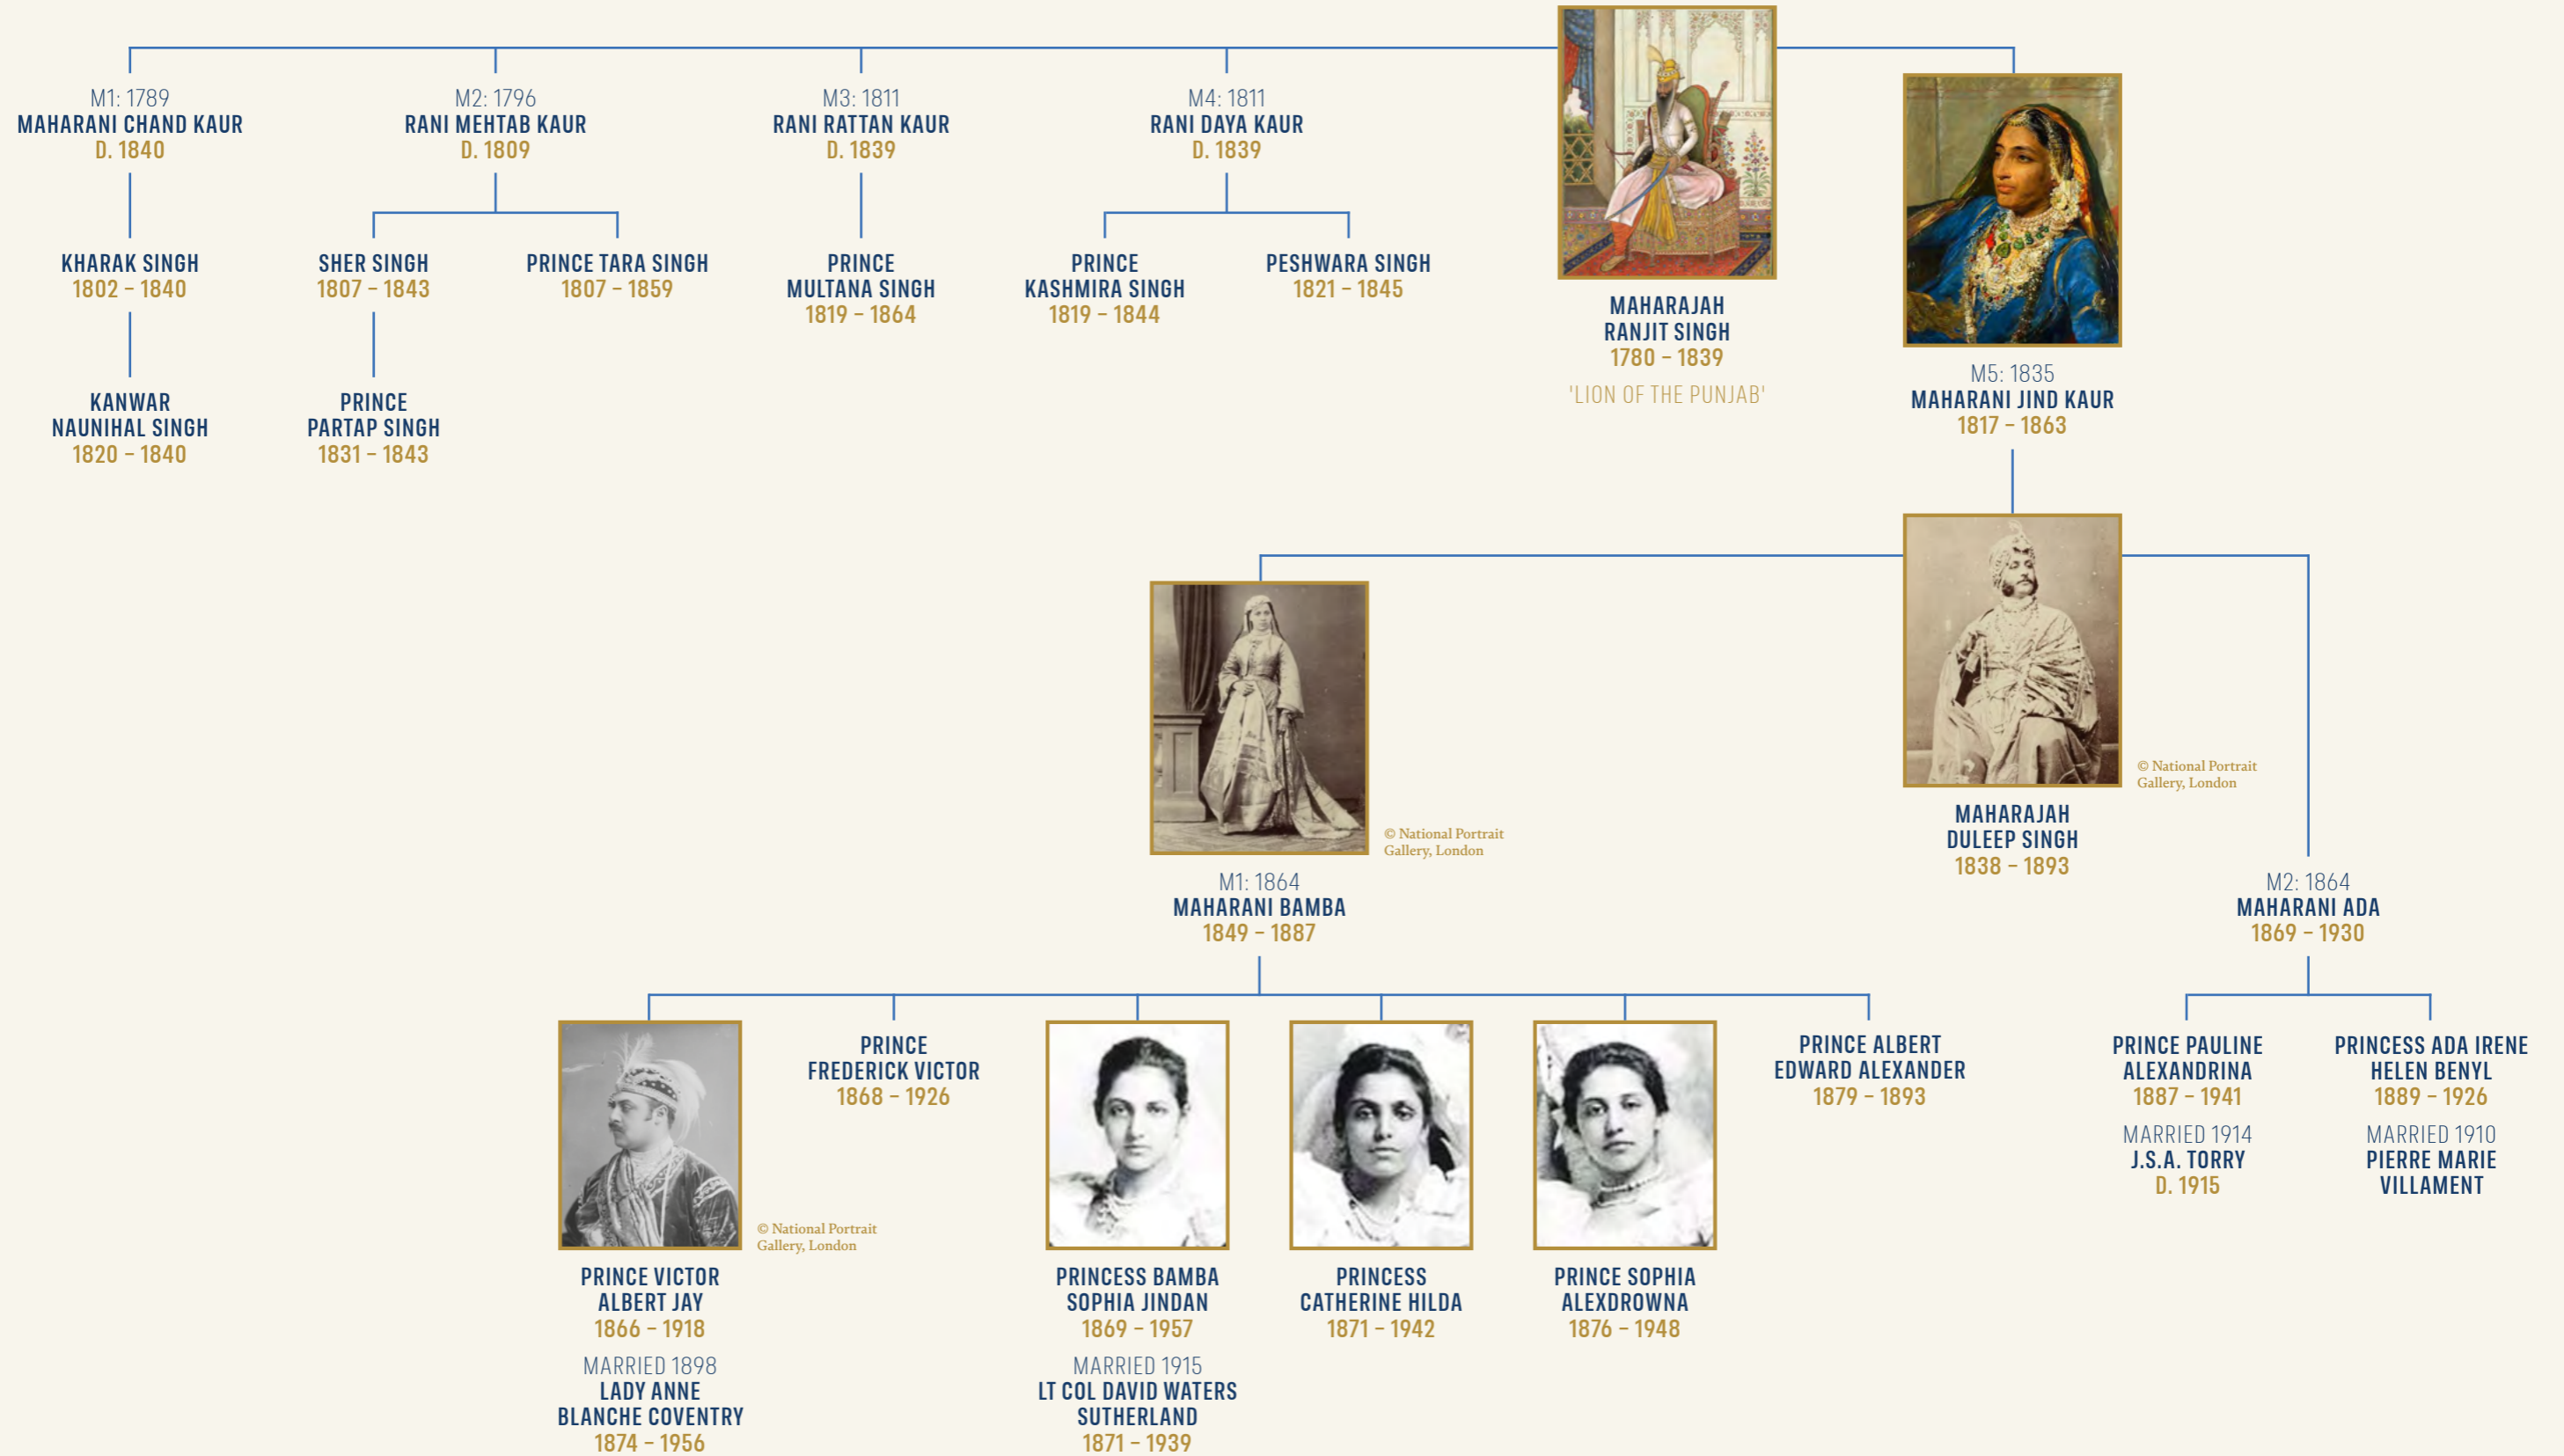 M1: 1789
MAHARANI CHAND KAUR
D. 1840
M2: 1796
RANI MEHTAB KAUR
D. 1809
M3: 1811
RANI RATTAN KAUR
D. 1839
M4: 1811
RANI DAYA KAUR
D. 1839
KHARAK SINGH
1802 – 1840
SHER SINGH
1807 – 1843
PRINCE TARA SINGH
1807 – 1859
PRINCE
MULTANA SINGH
1819 – 1864
PRINCE
KASHMIRA SINGH
1819 – 1844
PESHWARA SINGH
1821 – 1845
MAHARAJAH
RANJIT SINGH
1780 – 1839
'LION OF THE PUNJAB'
M5: 1835
MAHARANI JIND KAUR
1817 – 1863
KANWAR
NAUNIHAL SINGH
1820 – 1840
PRINCE
PARTAP SINGH
1831 – 1843
© National Portrait
Gallery, London
MAHARAJAH
DULEEP SINGH
1838 – 1893
© National Portrait
Gallery, London
M1: 1864
MAHARANI BAMBA
1849 – 1887
M2: 1864
MAHARANI ADA
1869 – 1930
© National Portrait
Gallery, London
PRINCE VICTOR
ALBERT JAY
1866 – 1918
MARRIED 1898
LADY ANNE
BLANCHE COVENTRY
1874 – 1956
PRINCE
FREDERICK VICTOR
1868 – 1926
PRINCESS BAMBA
SOPHIA JINDAN
1869 – 1957
MARRIED 1915
LT COL DAVID WATERS
SUTHERLAND
1871 – 1939
PRINCESS
CATHERINE HILDA
1871 – 1942
PRINCE SOPHIA
ALEXDROWNA
1876 – 1948
PRINCE ALBERT
EDWARD ALEXANDER
1879 – 1893
PRINCE PAULINE
ALEXANDRINA
1887 – 1941
MARRIED 1914
J.S.A. TORRY
D. 1915
PRINCESS ADA IRENE
HELEN BENYL
1889 – 1926
MARRIED 1910
PIERRE MARIE
VILLAMENT